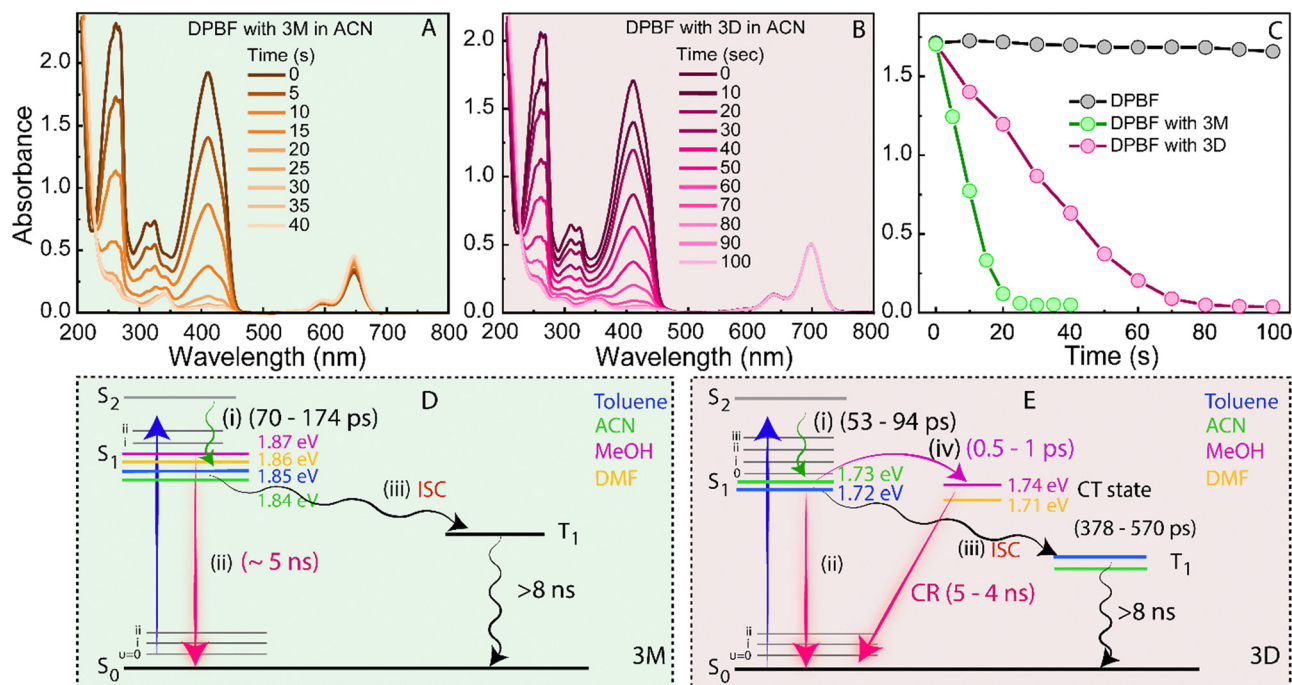 DPBF with 3M in ACN
A
Time (s)
0
5
10
15
20
25
30
35
40
2.0
1.5
1.0
0.5
0.0
Absorbance
200 300 400 500 600 700 800
Wavelength (nm)
DPBF with 3D in ACN
B
Time (sec)
0
10
20
30
40
50
60
70
80
90
100
2.0
1.5
1.0
0.5
0.0
200 300 400 500 600 700 800
Wavelength (nm)
C
DPBF
DPBF with 3M
DPBF with 3D
1.5
1.0
0.5
0.0
0 20 40 60 80 100
Time (s)
D
S2
(i) (70 - 174 ps)
Toluene
ACN
MeOH
DMF
ii
i
S1
1.87 eV
1.86 eV
1.85 eV
1.84 eV
(iii) ISC
T1
(ii) (~ 5 ns)
>8 ns
ii
i
υ=0
S0
3M
E
S2
(i) (53 - 94 ps)
Toluene
ACN
MeOH
DMF
iii
ii
i
0
(iv) (0.5 - 1 ps)
S1
1.73 eV
1.72 eV
1.74 eV
1.71 eV
CT state
(378 - 570 ps)
(iii) ISC
T1
(ii)
CR (5 - 4 ns)
>8 ns
ii
i
υ=0
S0
3D